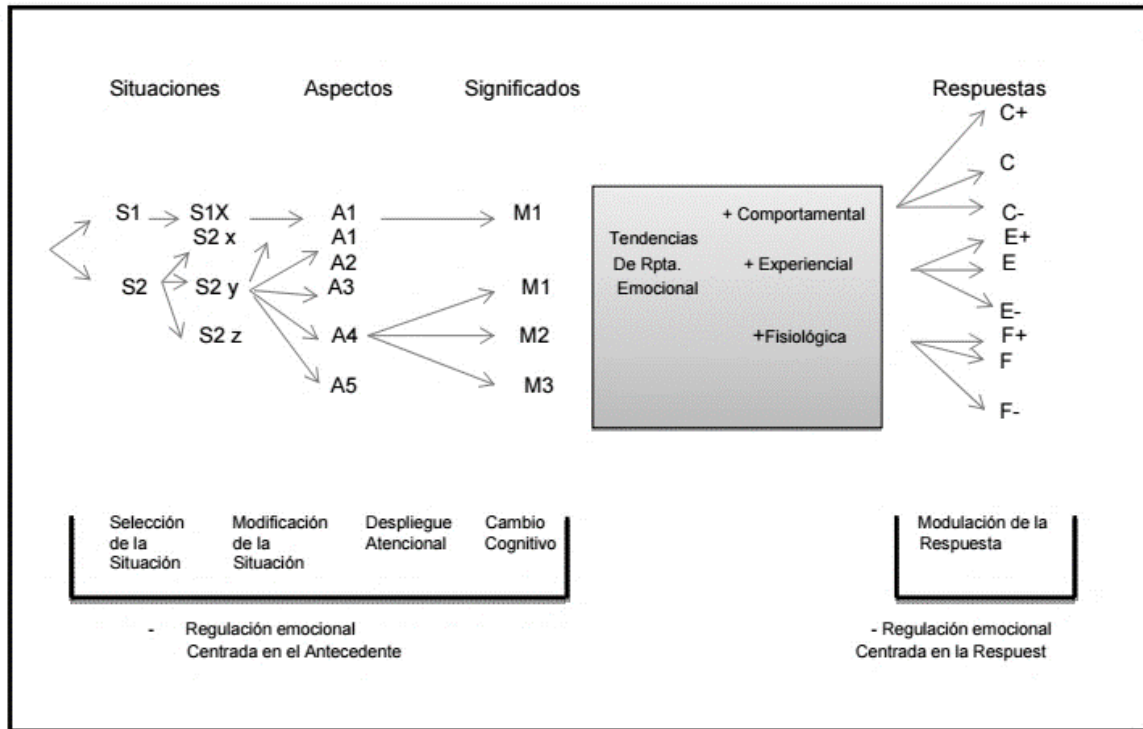 Situaciones Aspectos Significados Respuestas
C+
C
S1 S1X A1 M1 + Comportamental C-
S2 x A1 Tendencias E+
A2 De Rpta. + Experiencial E
S2 S2 y A3 M1 Emocional
E-
S2 z A4 M2 +Fisiológica F+
F
A5 M3
F-
Selección Modificación Despliegue Cambio Modulación de la
de la de la Atencional Cognitivo Respuesta
Situación Situación
- Regulación emocional - Regulación emocional
Centrada en el Antecedente Centrada en la Respuest